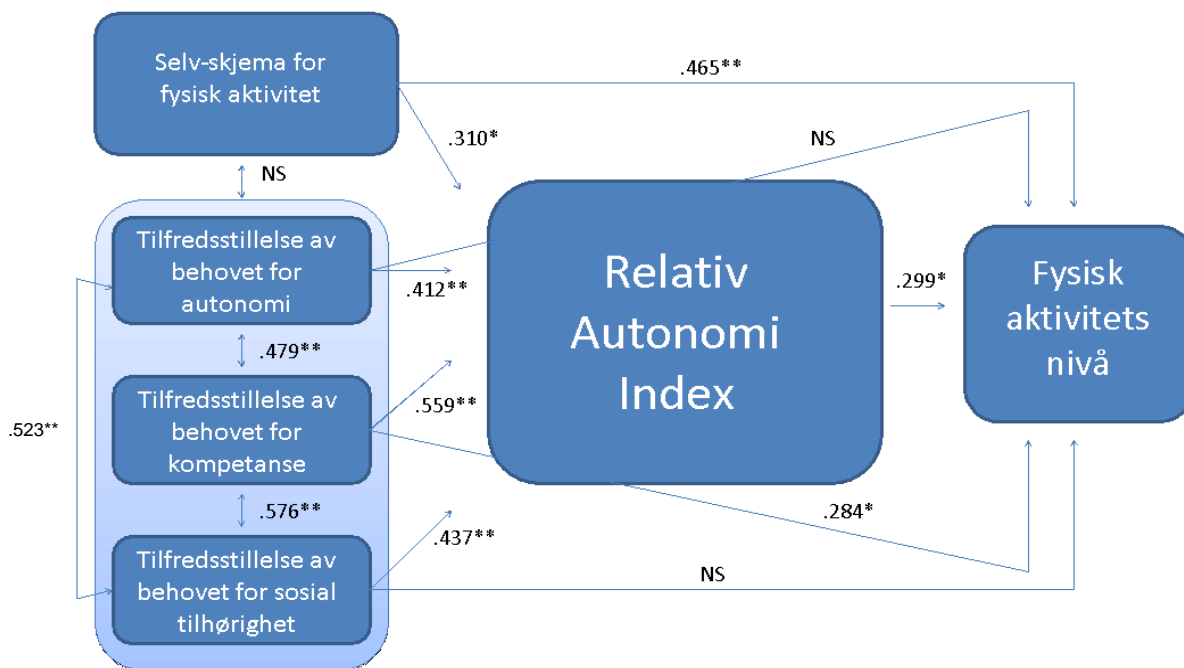 Selv-skjema for
fysisk aktivitet
.465**
.310*
NS
NS
Tilfredsstillelse av
behovet for
autonomi
.412**
Relativ
Autonomi
Index
.299*
Fysisk
aktivitets
nivå
.479**
Tilfredsstillelse av
behovet for
kompetanse
.559**
.523**
.284*
.576**
.437**
Tilfredsstillelse av
behovet for sosial
tilhørighet
NS